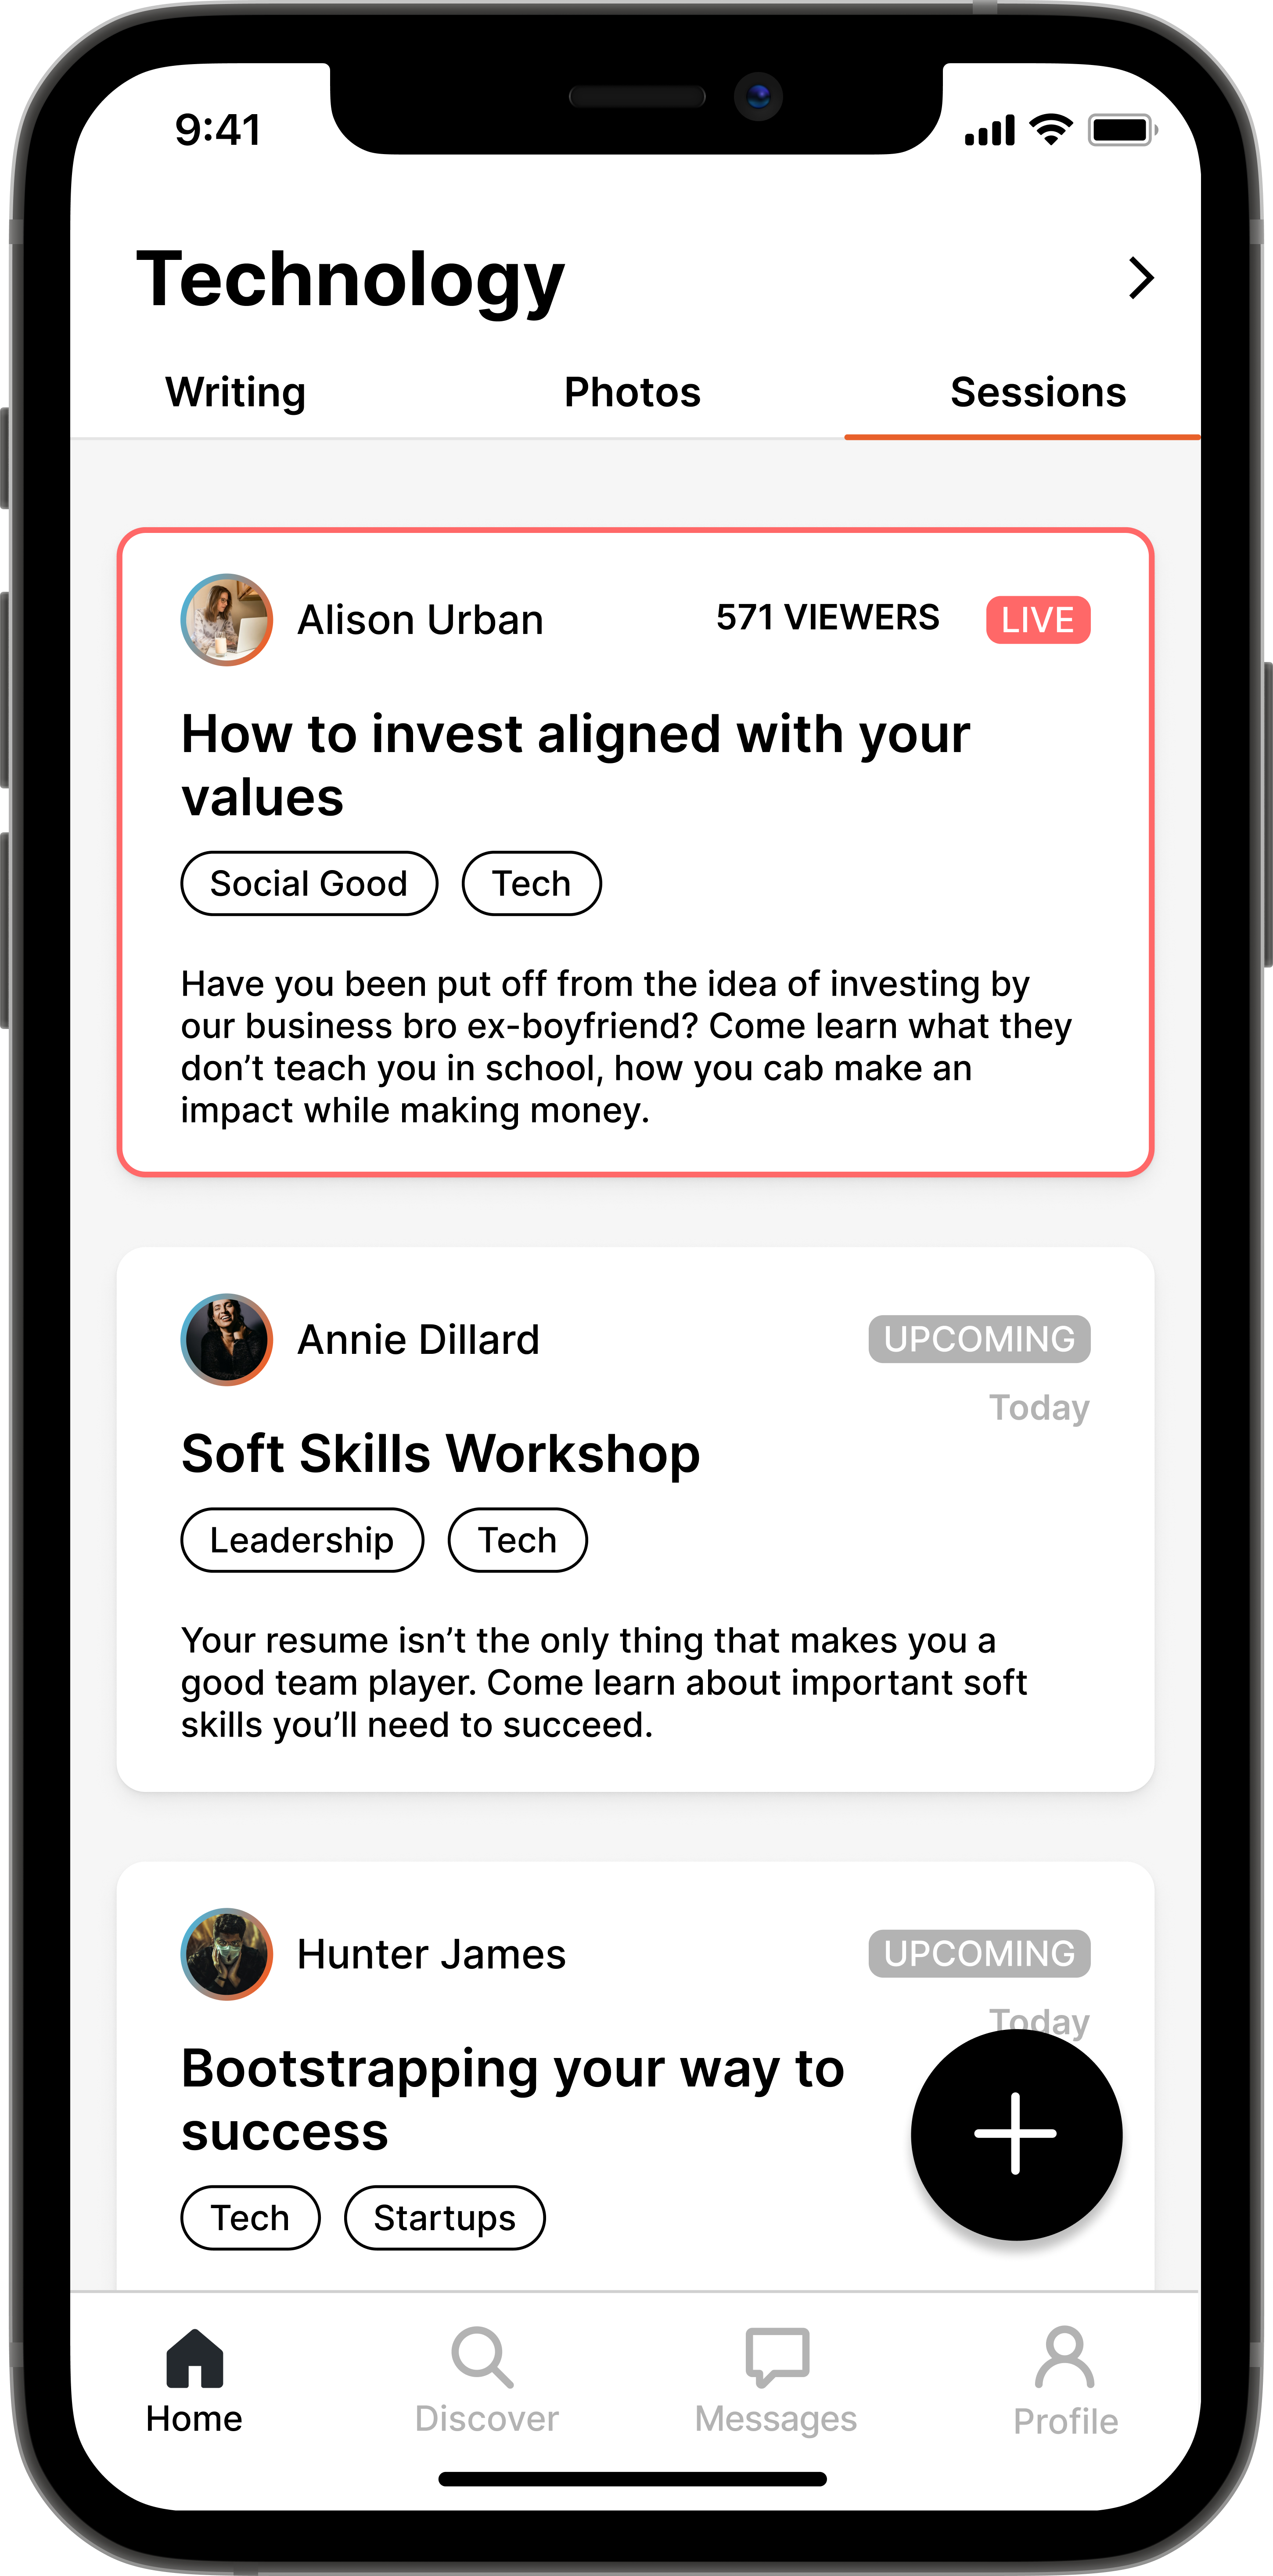 9:41
Technology
Writing
Photos
Sessions
Alison Urban
571 VIEWERS
LIVE
How to invest aligned with your
values
Social Good
Tech
Have you been put off from the idea of investing by
our business bro ex-boyfriend? Come learn what they
don’t teach you in school, how you cab make an
impact while making money.
Annie Dillard
UPCOMING
Today
Soft Skills Workshop
Leadership
Tech
Your resume isn’t the only thing that makes you a
good team player. Come learn about important soft
skills you’ll need to succeed.
Hunter James
UPCOMING
Today
Bootstrapping your way to
success
Tech
Startups
Home
Discover
Messages
Profile